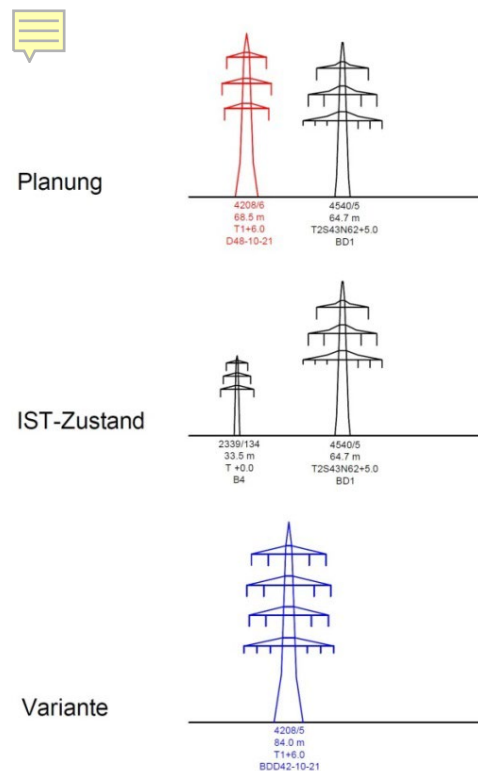 Planung
4208/6
68.5 m
T1+6.0
D48-10-21
4540/5
64.7 m
T2S43N62+5.0
BD1
IST-Zustand
2339/134
33.5 m
T +0.0
B4
4540/5
64.7 m
T2S43N62+5.0
BD1
Variante
4208/5
84.0 m
T1+6.0
BDD42-10-21